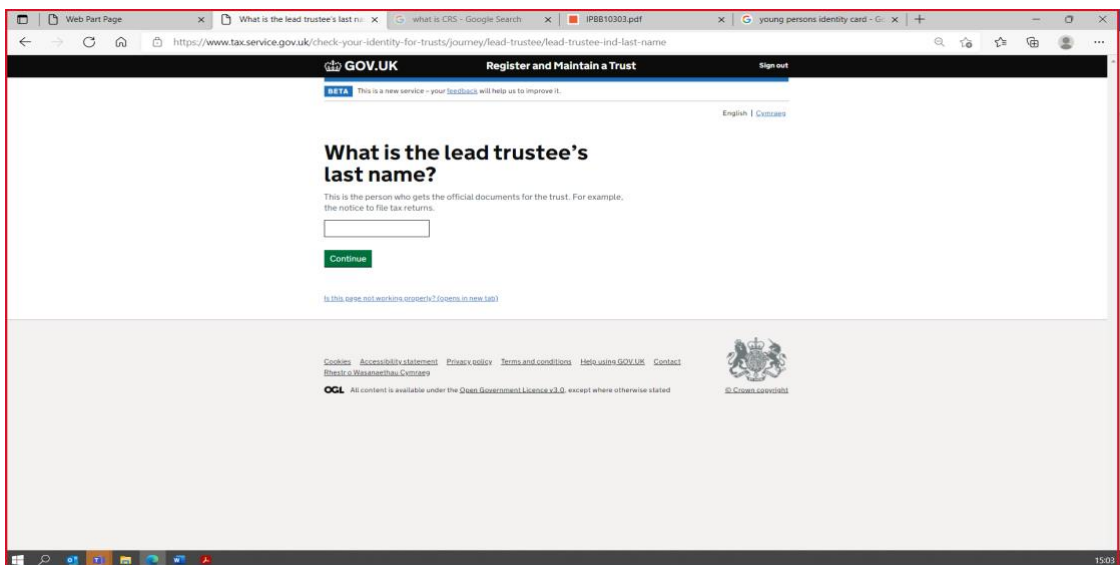 Web Part Page
What is the lead trustee's last na
what is CRS - Google Search
IPBB10303.pdf
young persons identity card - G
https://www.tax.service.gov.uk/check-your-identity-for-trusts/journey/lead-trustee/lead-trustee-ind-last-name
GOV.UK
Register and Maintain a Trust
Sign out
BETA This is a new service – your feedback will help us to improve it.
English | Cymraeg
What is the lead trustee's
last name?
This is the person who gets the official documents for the trust. For example,
the notice to file tax returns.
Continue
Is this page not working properly? (opens in new tab)
Cookies Accessibility statement Privacy policy Terms and conditions Help using GOV.UK Contact
Rhestr o Wasanaethau Cymraeg
OGL All content is available under the Open Government Licence v3.0, except where otherwise stated
© Crown copyright
15:03